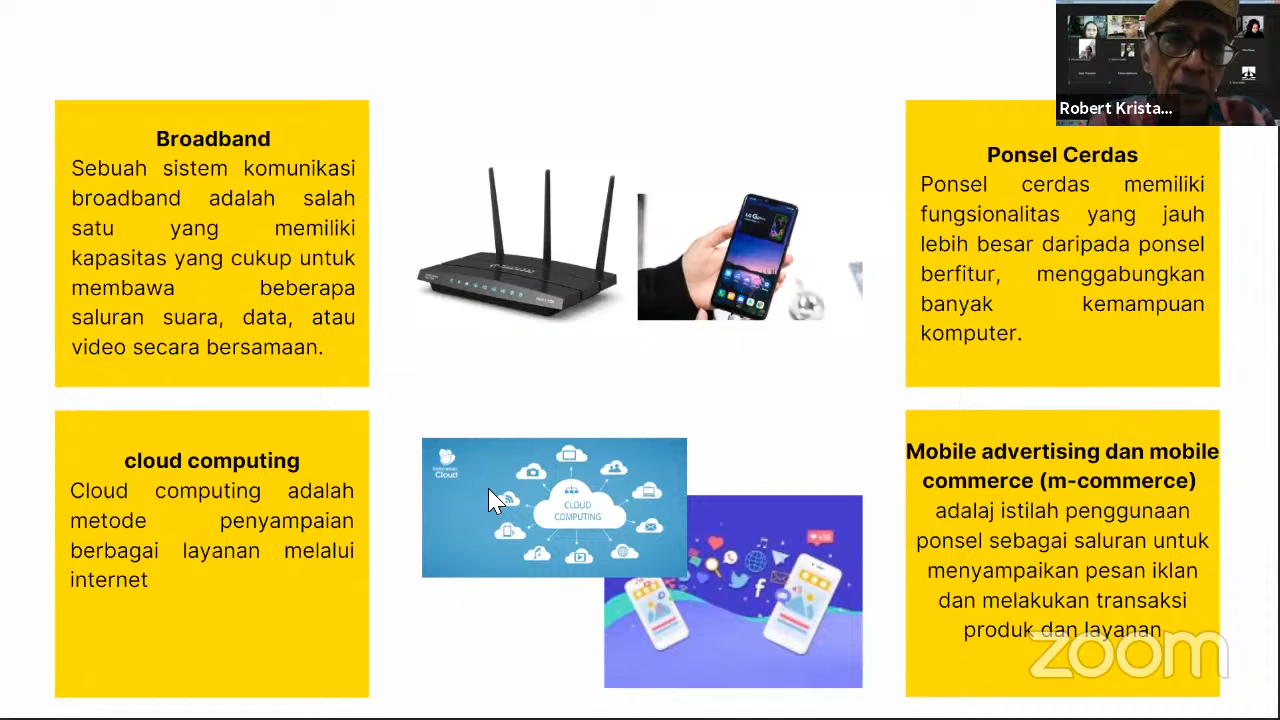 Robert Krista...
Broadband
Sebuah sistem komunikasi
broadband adalah salah
satu yang memiliki
kapasitas yang cukup untuk
membawa beberapa
saluran suara, data, atau
video secara bersamaan.
Ponsel Cerdas
Ponsel cerdas memiliki
fungsionalitas yang jauh
lebih besar daripada ponsel
berfitur, menggabungkan
banyak kemampuan
komputer.
cloud computing
Cloud computing adalah
metode penyampaian
berbagai layanan melalui
internet
Cloud
CLOUD
COMPUTING
Mobile advertising dan mobile
commerce (m-commerce)
adalaj istilah penggunaan
ponsel sebagai saluran untuk
menyampaikan pesan iklan
dan melakukan transaksi
produk dan layanan
zoom